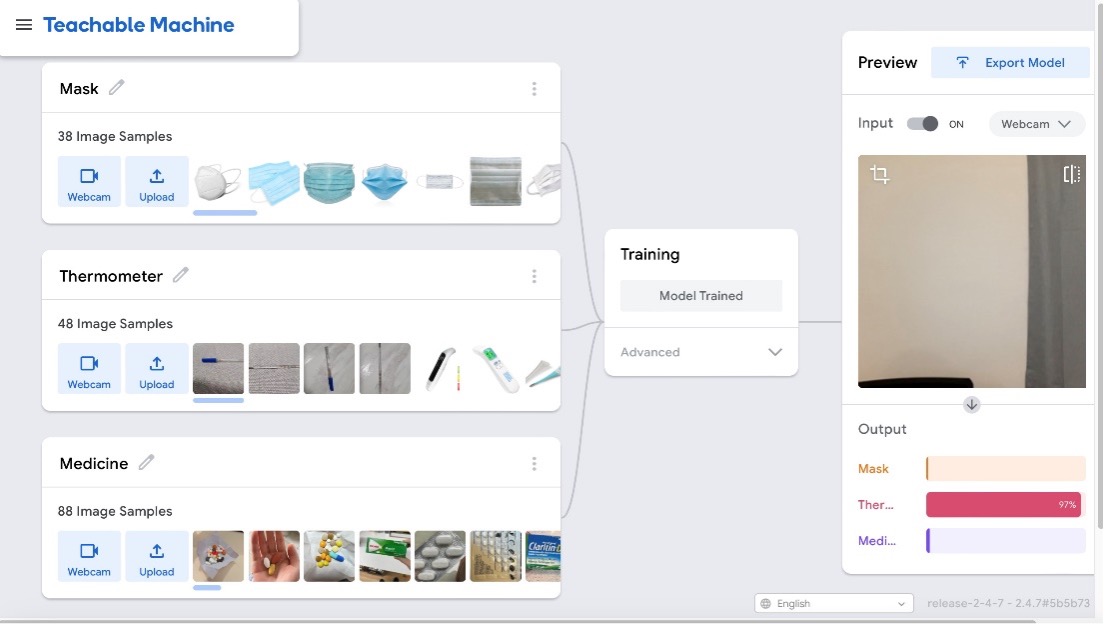 Teachable Machine
Mask
38 Image Samples
Webcam
Upload
Thermometer
48 Image Samples
Webcam
Upload
Medicine
88 Image Samples
Webcam
Upload
Claritin
Training
Model Trained
Advanced
Preview
Export Model
Input
ON
Webcam
Output
Mask
Ther...
97%
Medi...
English
release-2-4-7 - 2.4.7#5b5b73